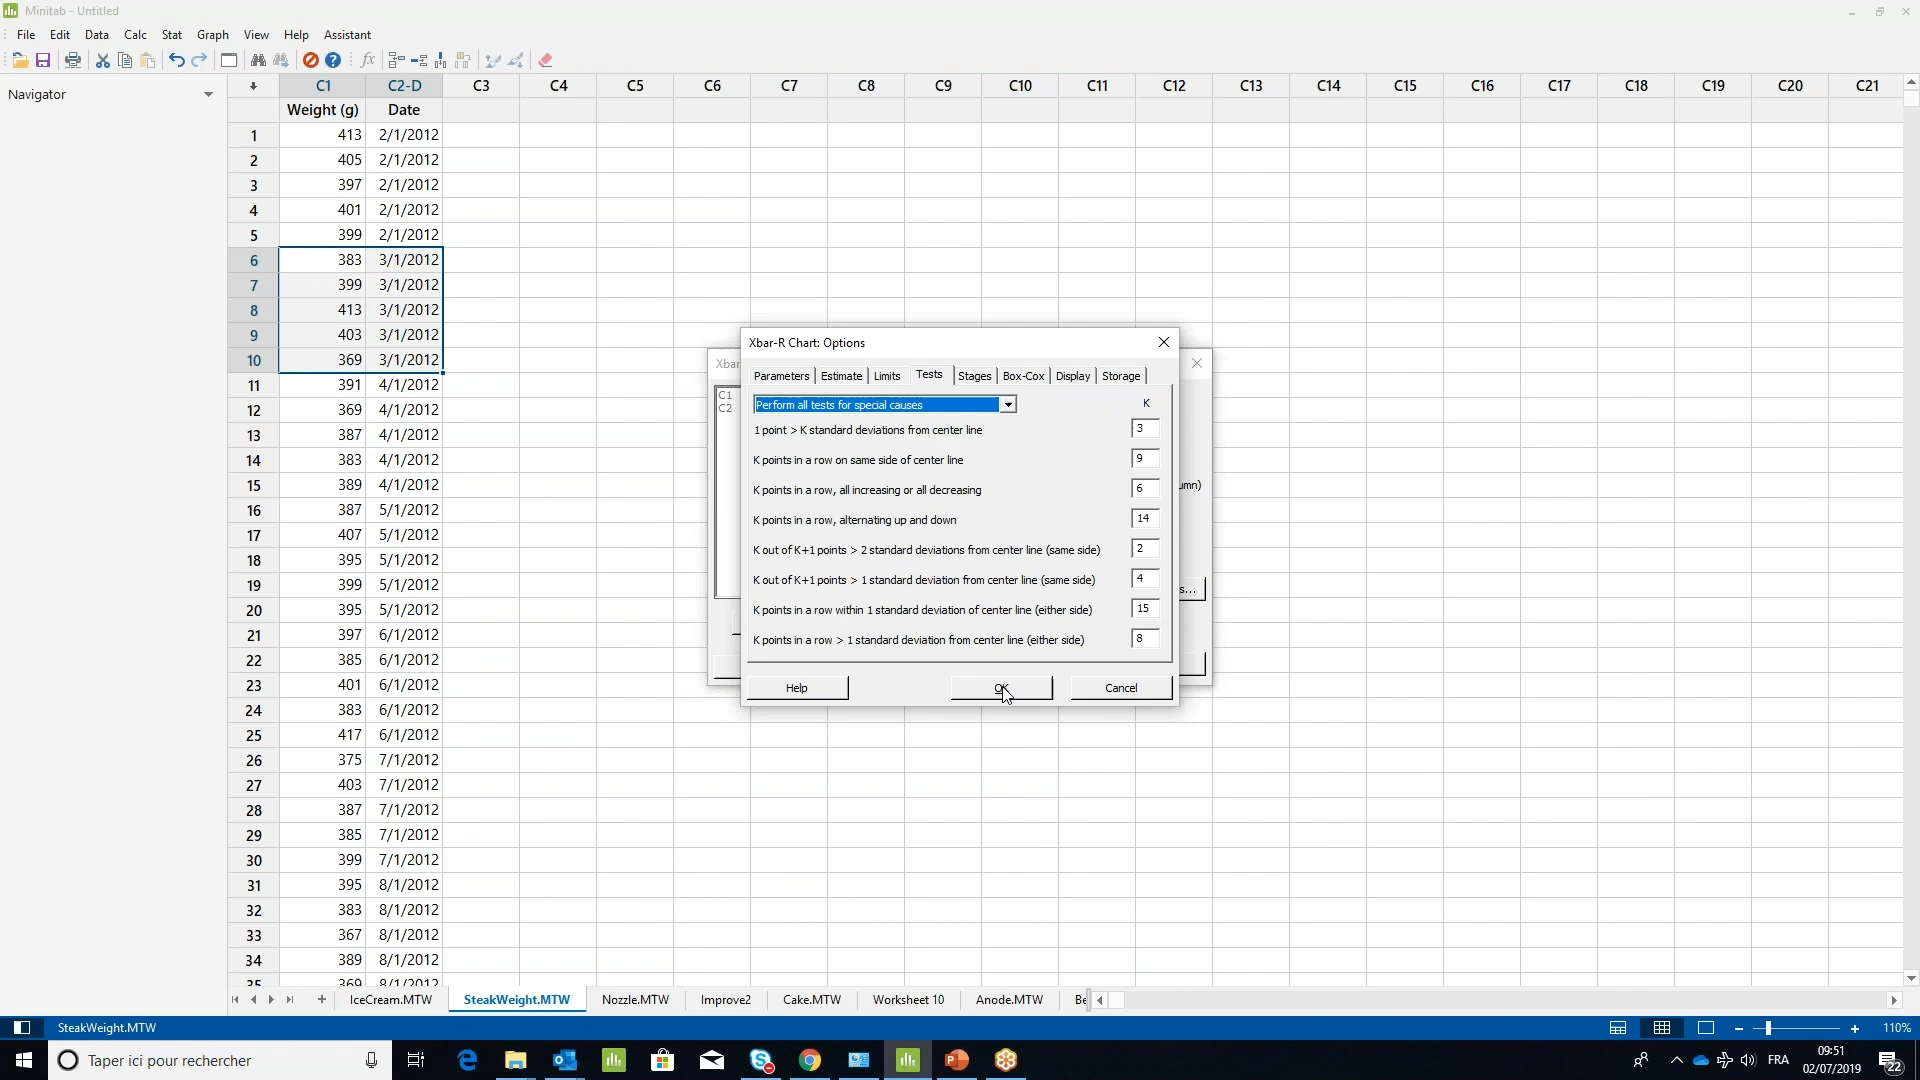 Minitab - Untitled
File Edit Data Calc Stat Graph View Help Assistant
fx
Navigator
C1 C2-D C3 C4 C5 C6 C7 C8 C9 C10 C11 C12 C13 C14 C15 C16 C17 C18 C19 C20 C21
Weight (g) Date
1 413 2/1/2012
2 405 2/1/2012
3 397 2/1/2012
4 401 2/1/2012
5 399 2/1/2012
6 383 3/1/2012
7 399 3/1/2012
8 413 3/1/2012
9 403 3/1/2012
10 369 3/1/2012
11 391 4/1/2012
12 369 4/1/2012
13 387 4/1/2012
14 383 4/1/2012
15 389 4/1/2012
16 387 5/1/2012
17 407 5/1/2012
18 395 5/1/2012
19 399 5/1/2012
20 395 5/1/2012
21 397 6/1/2012
22 385 6/1/2012
23 401 6/1/2012
24 383 6/1/2012
25 417 6/1/2012
26 375 7/1/2012
27 403 7/1/2012
28 387 7/1/2012
29 385 7/1/2012
30 399 7/1/2012
31 395 8/1/2012
32 383 8/1/2012
33 367 8/1/2012
34 389 8/1/2012
35 369 8/1/2012
Xbar
C1
C2
umn)
s...
Xbar-R Chart: Options
Parameters Estimate Limits Tests Stages Box-Cox Display Storage
Perform all tests for special causes K
1 point > K standard deviations from center line 3
K points in a row on same side of center line 9
K points in a row, all increasing or all decreasing 6
K points in a row, alternating up and down 14
K out of K+1 points > 2 standard deviations from center line (same side) 2
K out of K+1 points > 1 standard deviation from center line (same side) 4
K points in a row within 1 standard deviation of center line (either side) 15
K points in a row > 1 standard deviation from center line (either side) 8
Help OK Cancel
IceCream.MTW SteakWeight.MTW Nozzle.MTW Improve2 Cake.MTW Worksheet 10 Anode.MTW Be
SteakWeight.MTW 110%
Taper ici pour rechercher
FRA
09:51
02/07/2019
22